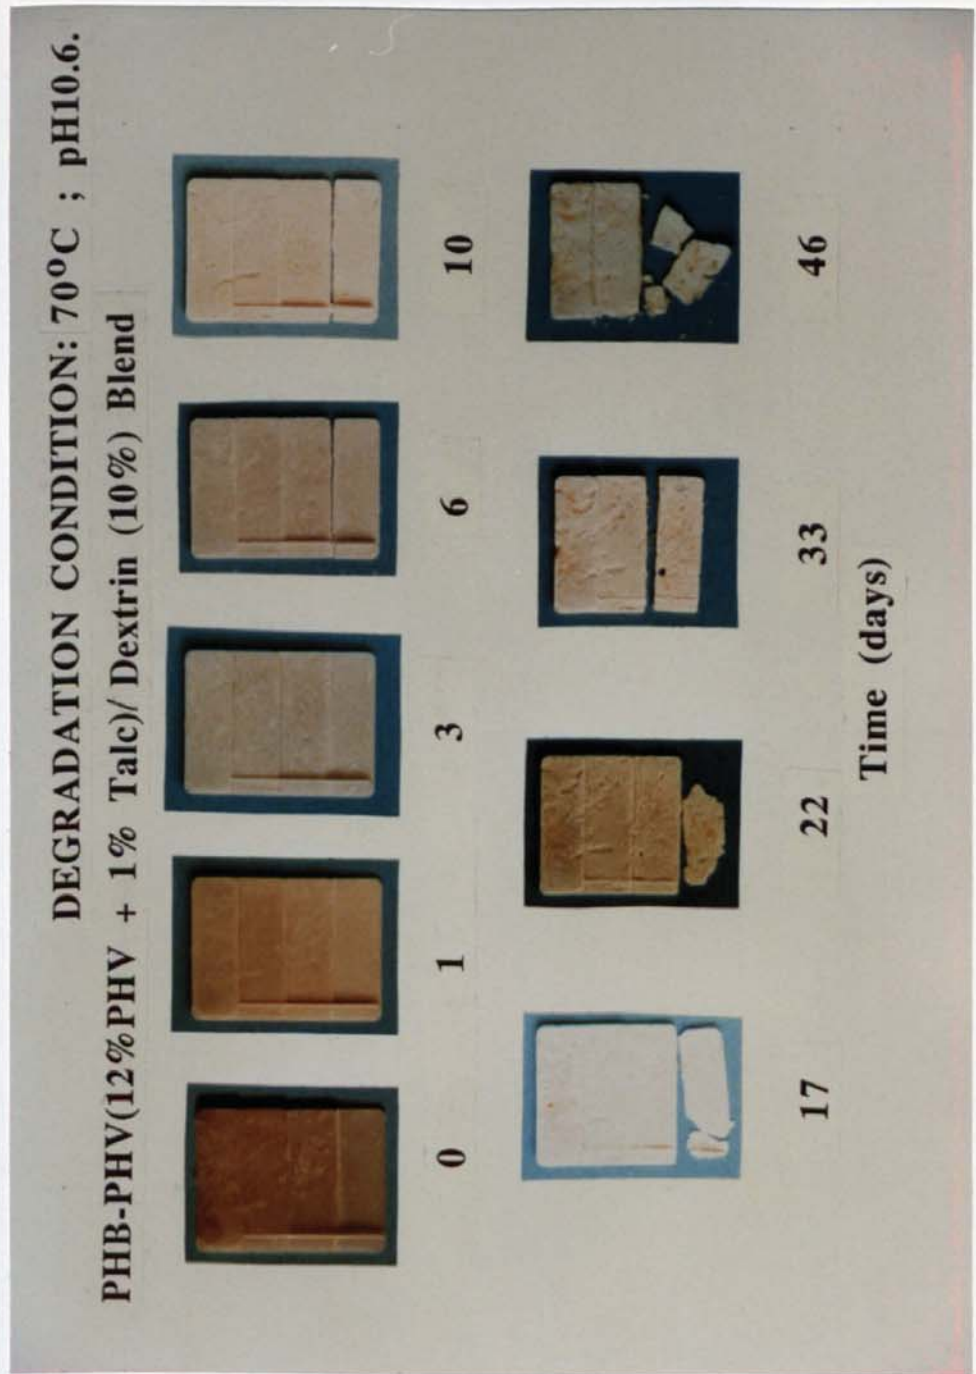 DEGRADATION CONDITION: 70ºC ; pH10.6.
PHB-PHV(12%PHV + 1% Talc)/ Dextrin (10%) Blend
0 1 3 6 10
17 22 33 46
Time (days)